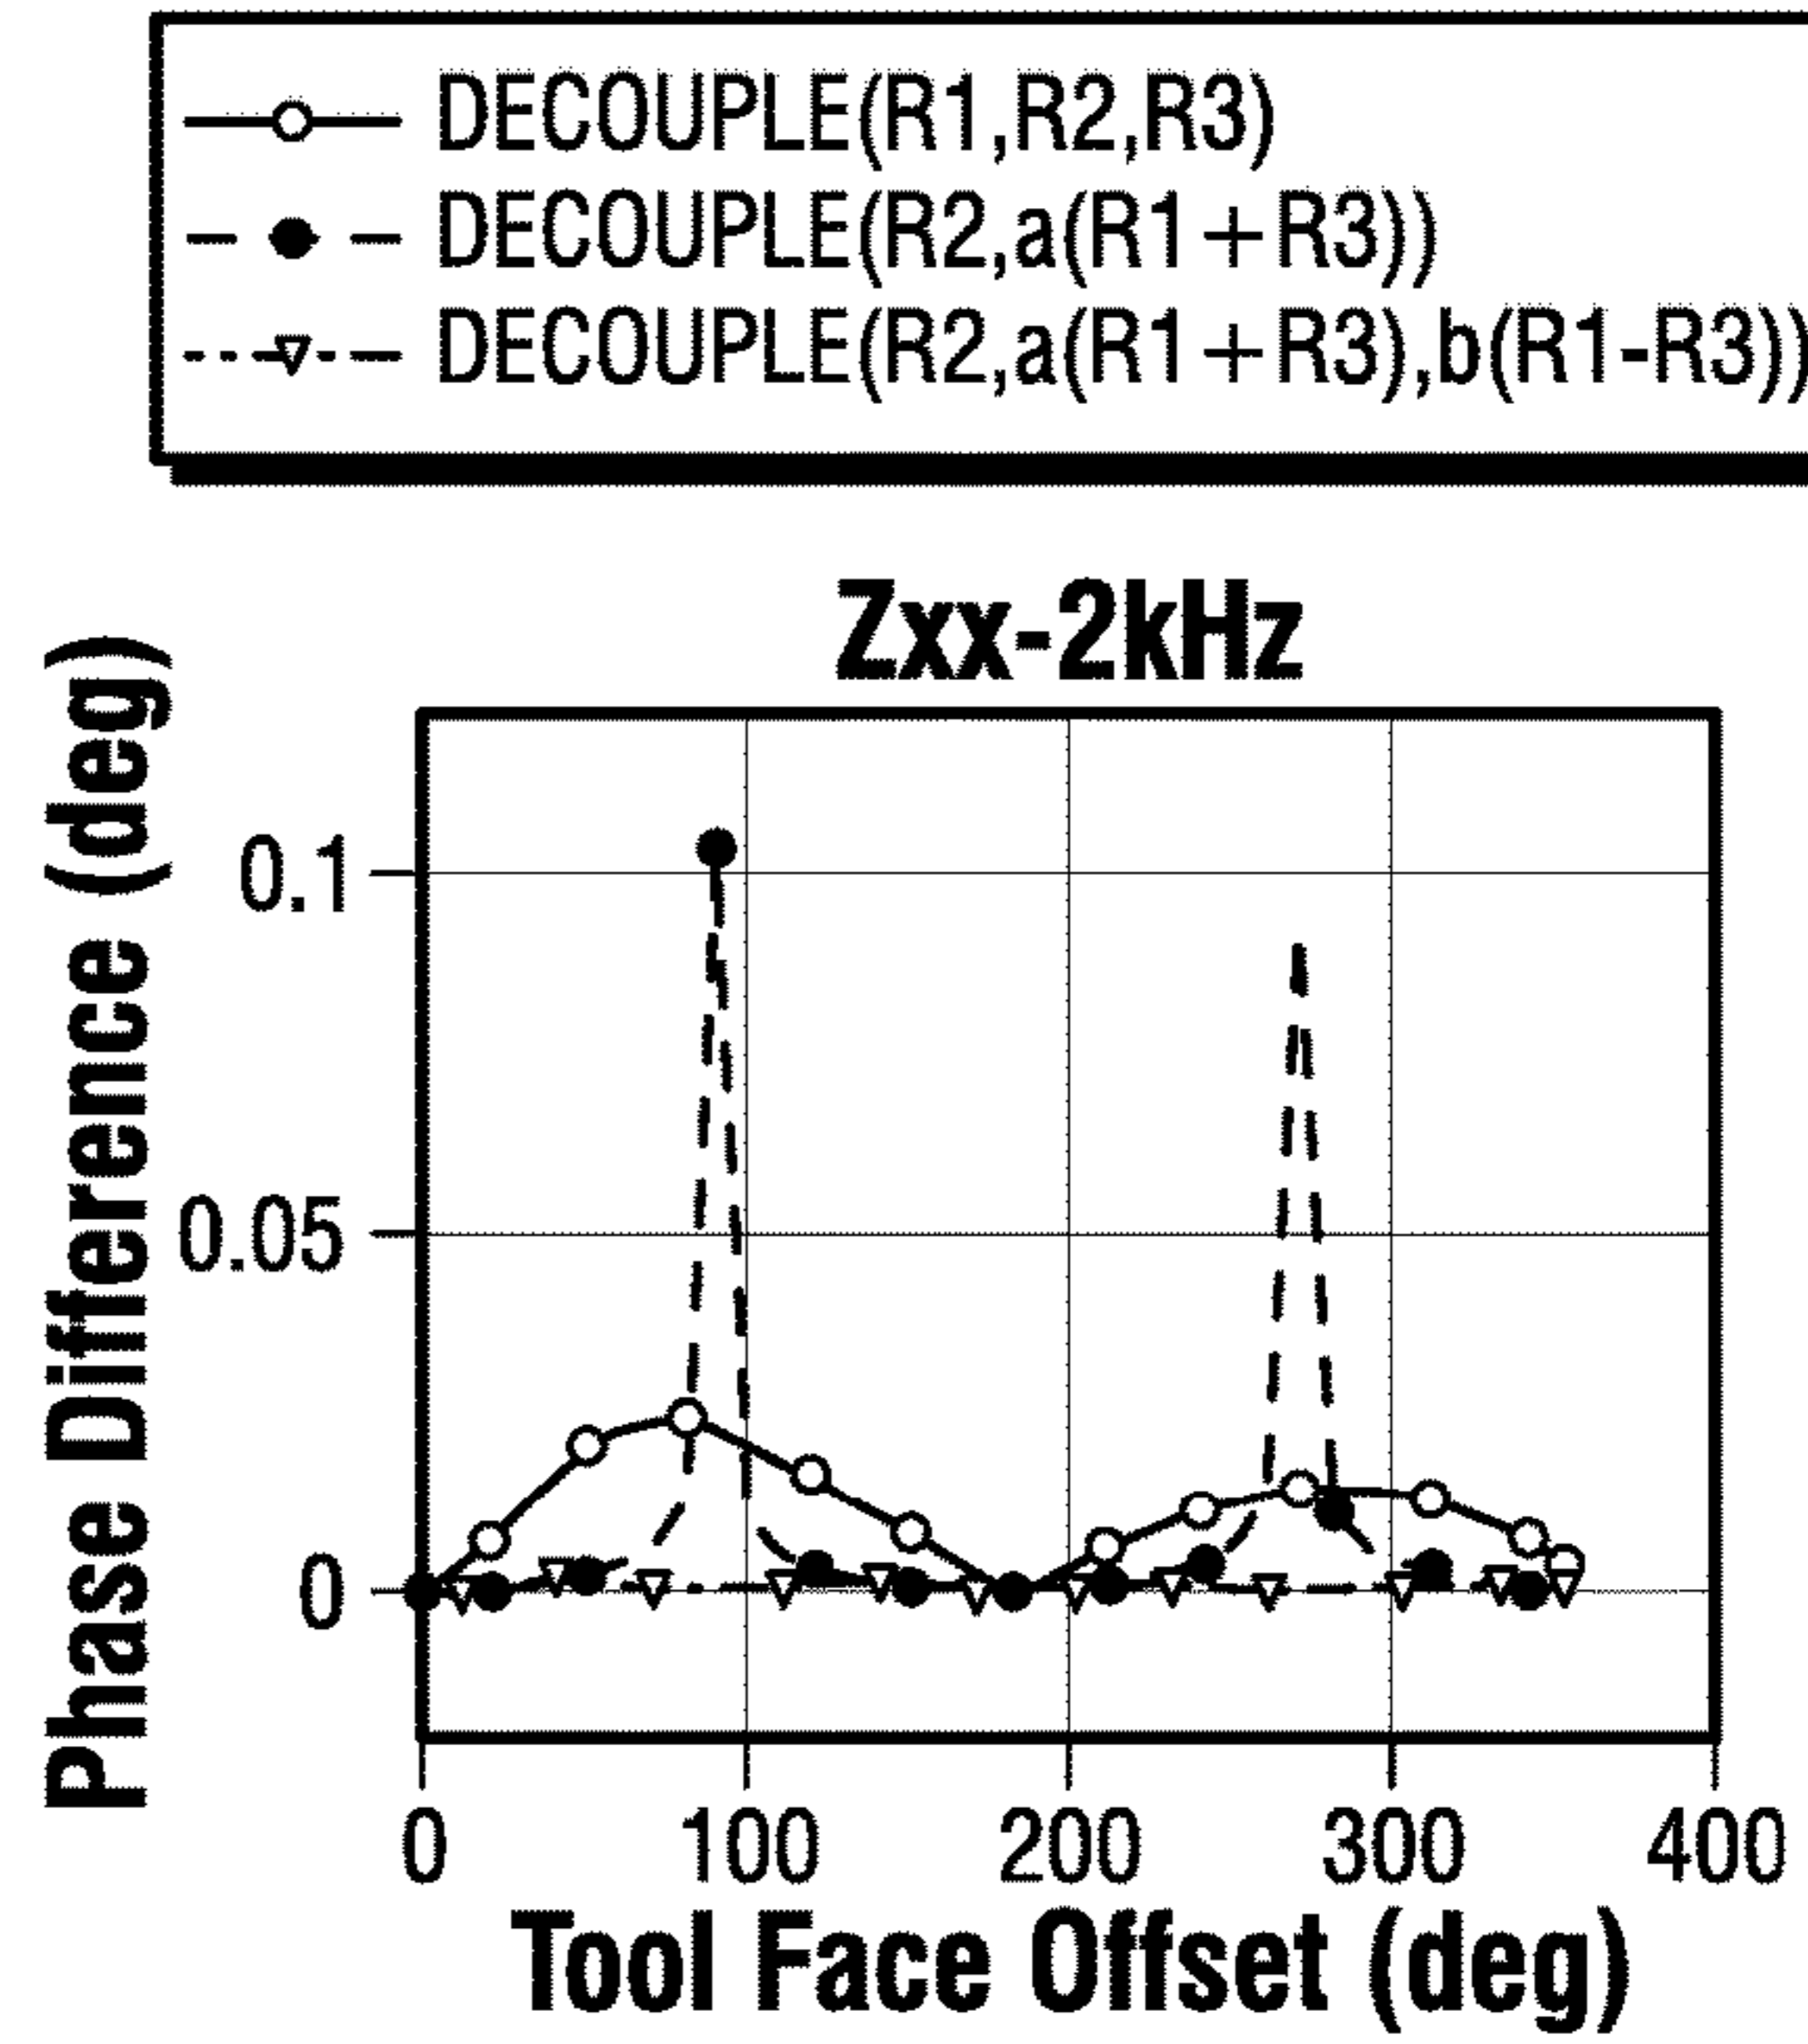 DECOUPLE(R1,R2,R3)
DECOUPLE(R2,a(R1+R3))
DECOUPLE(R2,a(R1+R3),b(R1-R3))
Zxx-2kHz
Phase Difference (deg)
0.1
0.05
0
0 100 200 300 400
Tool Face Offset (deg)